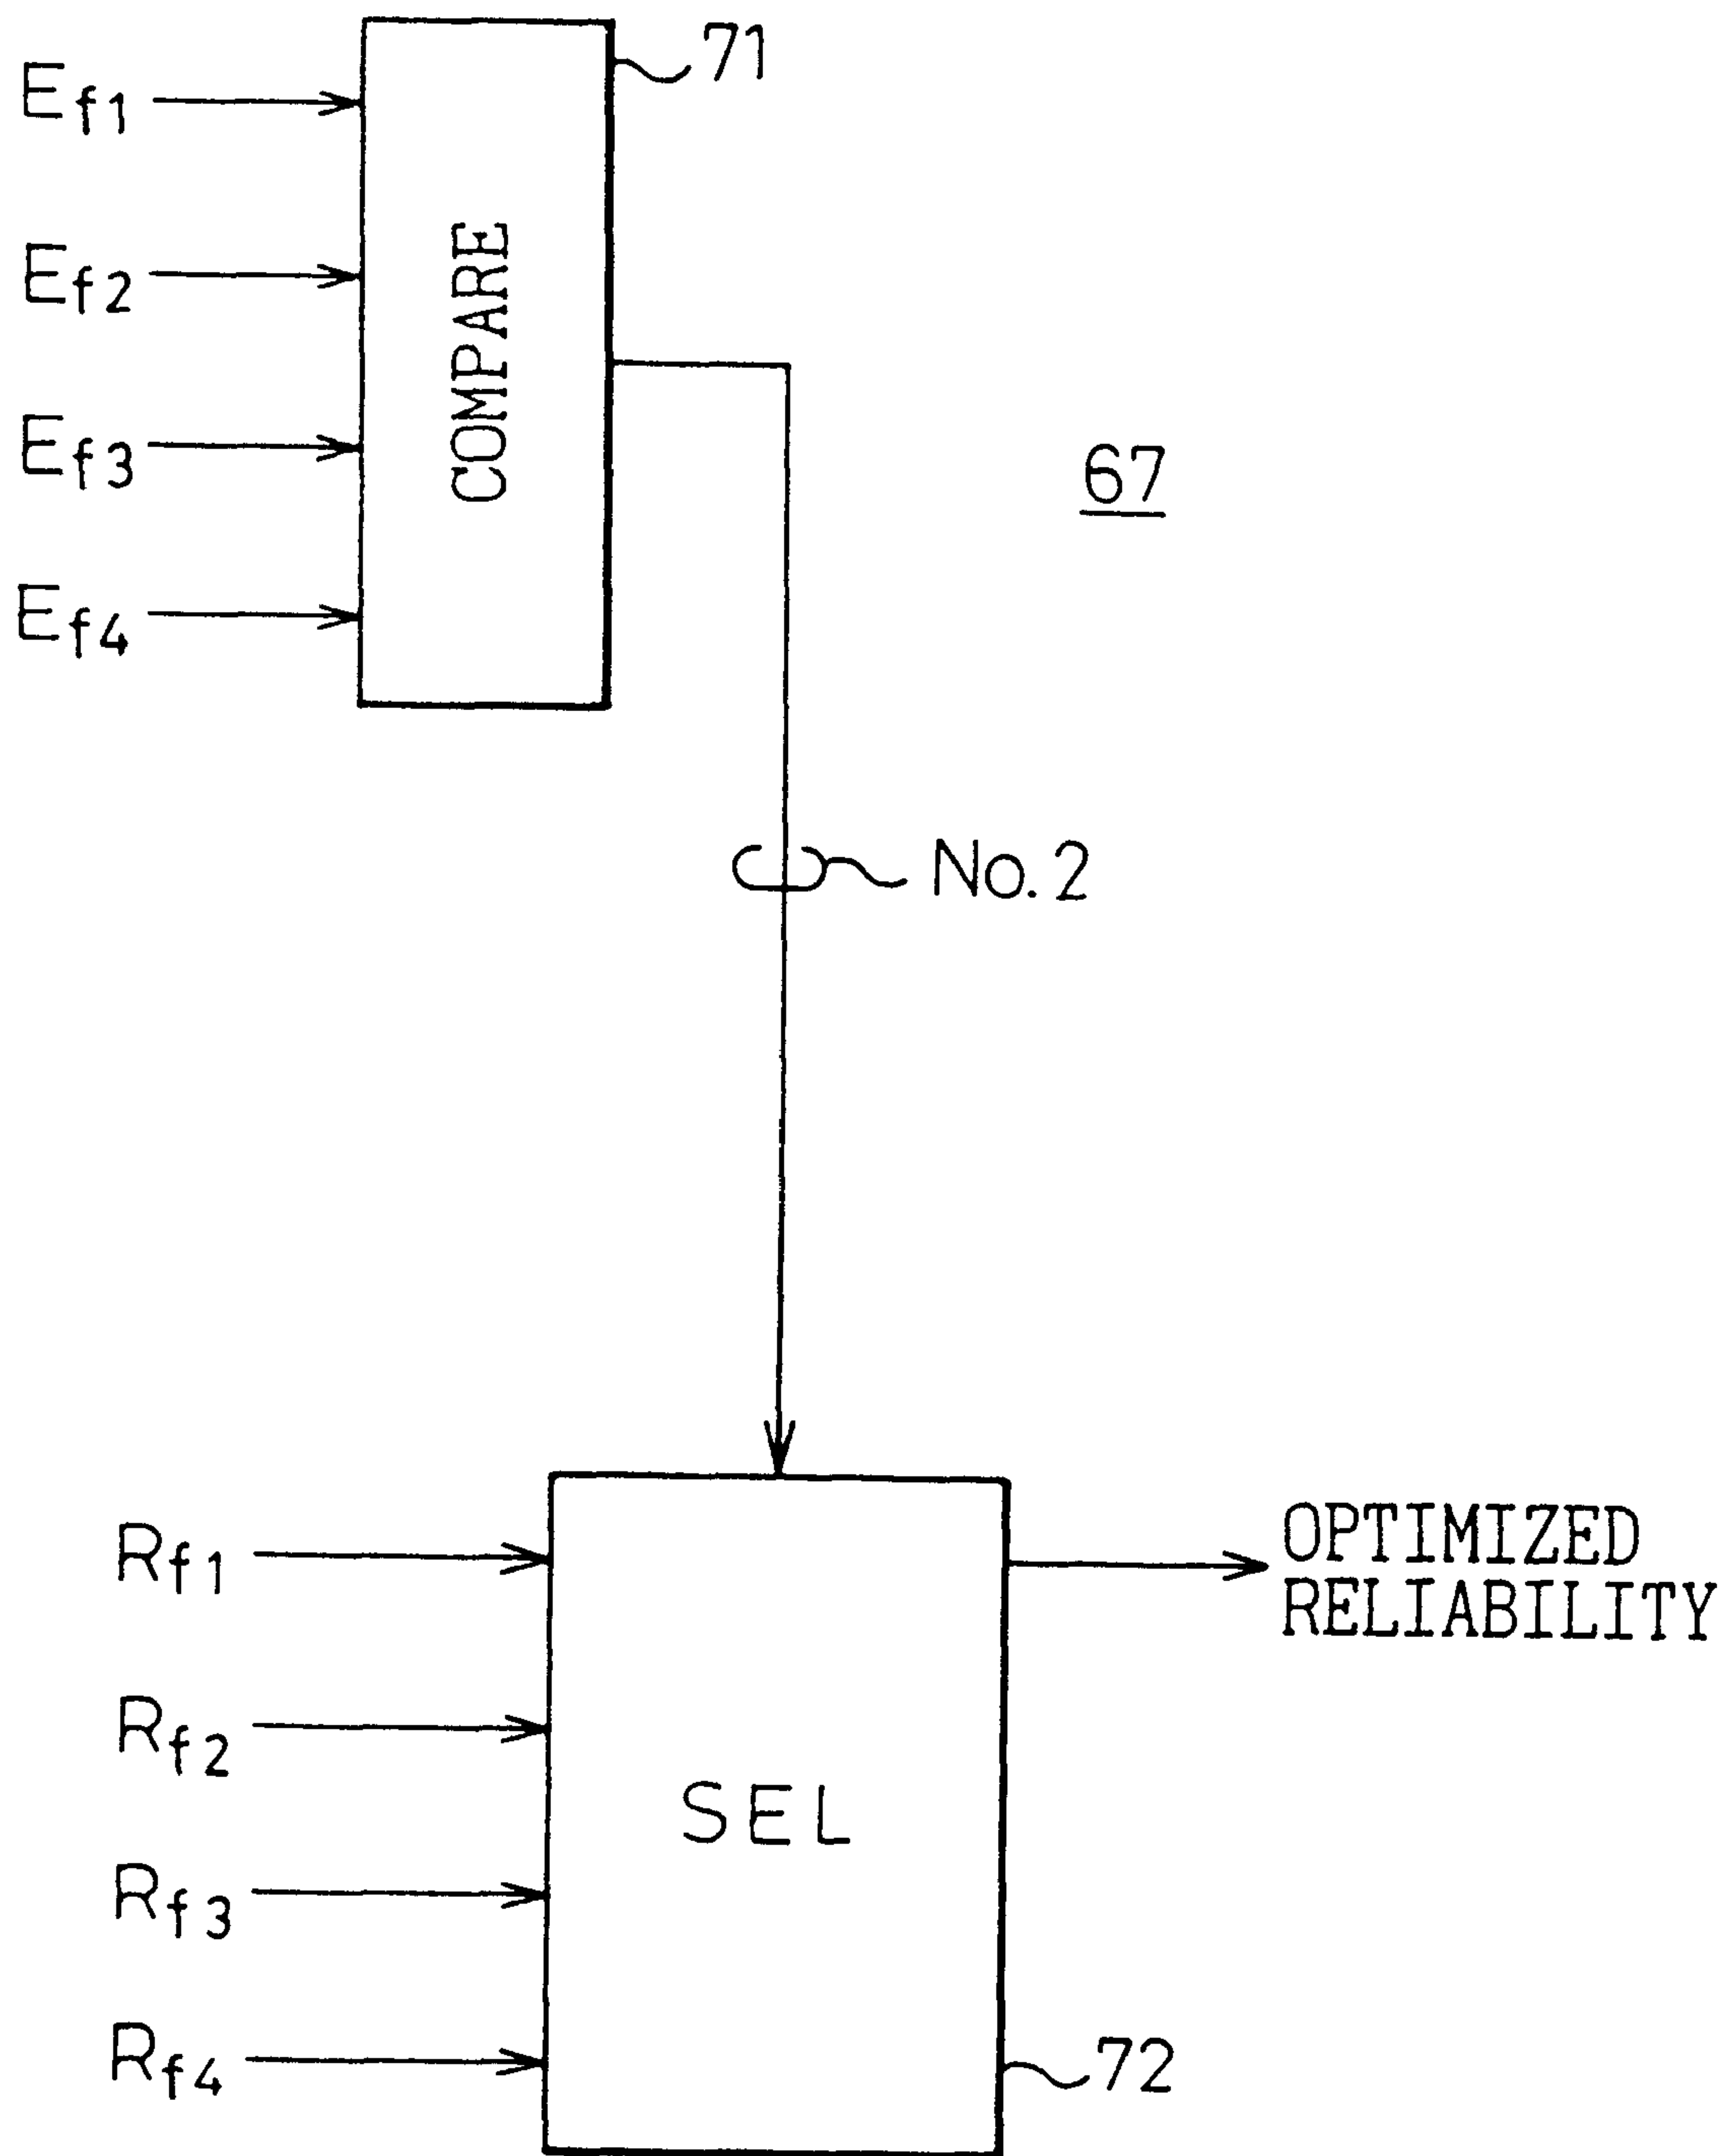 71
Ef1
Ef2
Ef3
Ef4
COMPARE
67
No. 2
Rf1
Rf2
Rf3
Rf4
SEL
OPTIMIZED
RELIABILITY
72